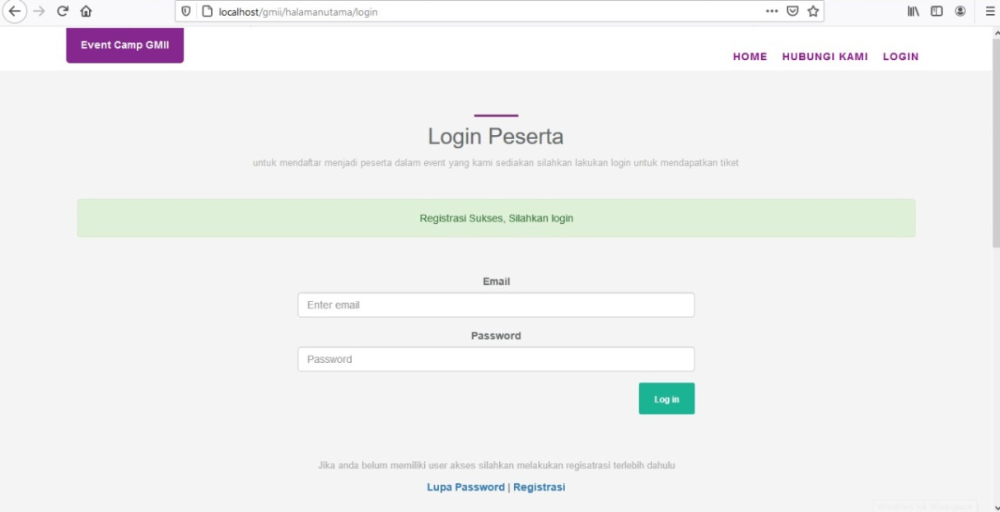 localhost/gmii/halamanutama/login
Event Camp GMII
HOME HUBUNGI KAMI LOGIN
Login Peserta
untuk mendaftar menjadi peserta dalam event yang kami sediakan silahkan lakukan login untuk mendapatkan tiket
Registrasi Sukses, Silahkan login
Email
Enter email
Password
Password
Log in
Jika anda belum memiliki user akses silahkan melakukan regisatrasi terlebih dahulu
Lupa Password | Registrasi